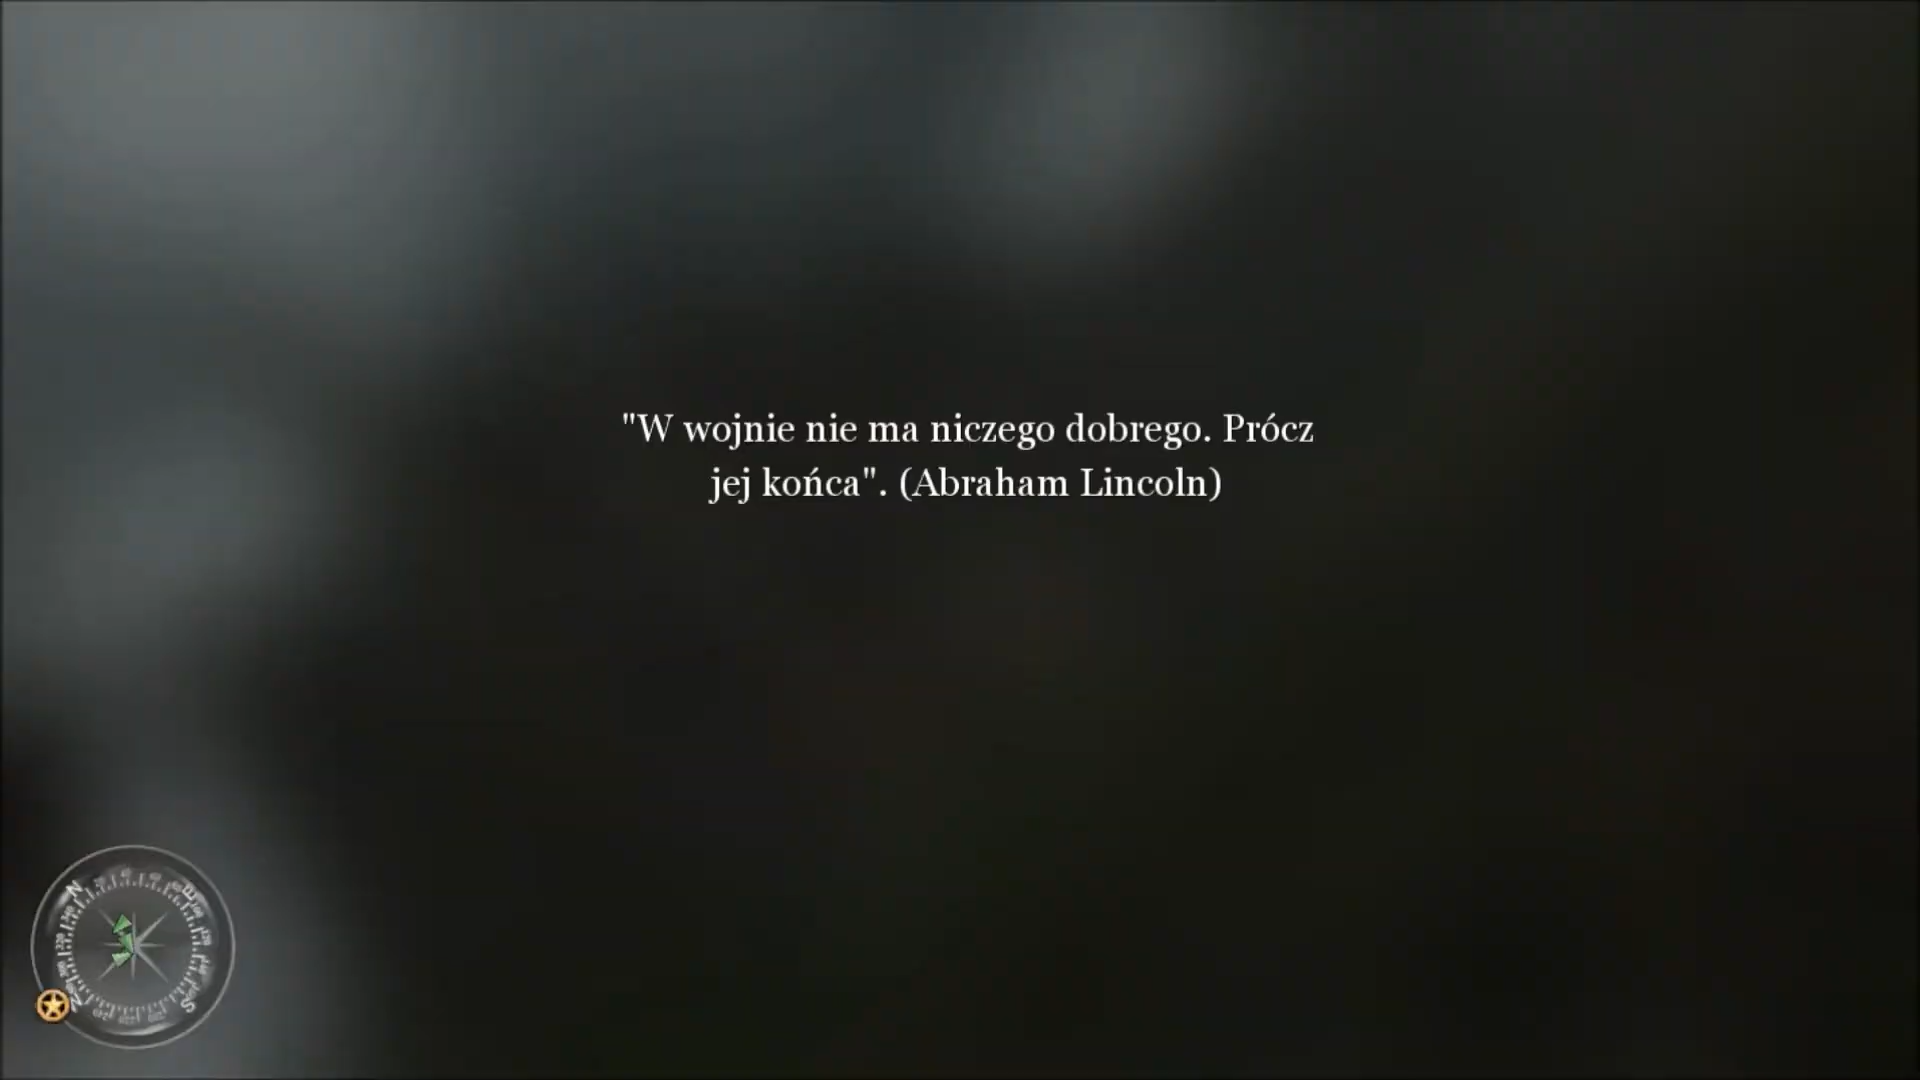 "W wojnie nie ma niczego dobrego. Prócz
jej końca". (Abraham Lincoln)
N
S